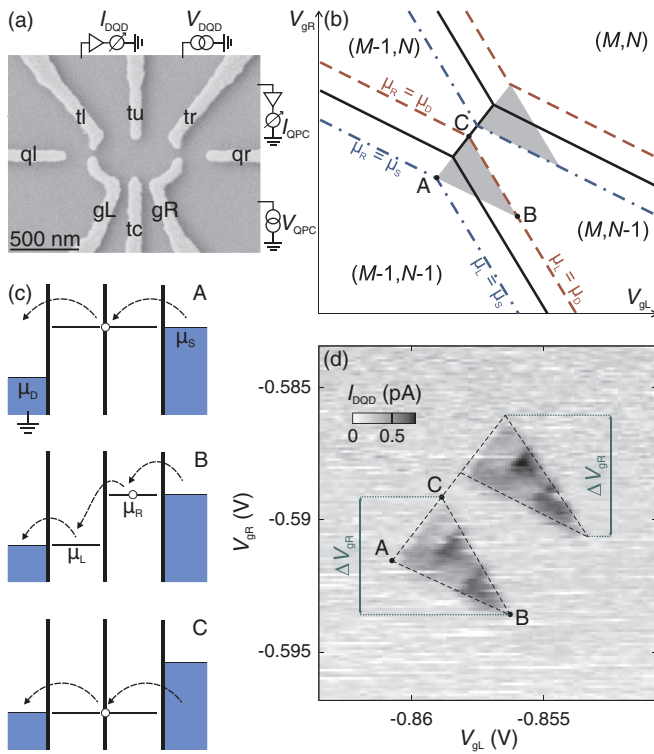 (a)
I_DQD
V_DQD
tl
tu
tr
I_QPC
ql
qr
gL
gR
tc
V_QPC
500 nm
(b)
V_gR
(M-1,N)
(M,N)
μ_R = μ_D
C
μ_R = μ_S
A
B
(M,N-1)
μ_L = μ_S
μ_L = μ_D
(M-1,N-1)
V_gL
(c)
A
μ_S
μ_D
B
μ_R
μ_L
C
(d)
I_DQD (pA)
0 0.5
-0.585
-0.59
-0.595
V_gR (V)
C
A
B
ΔV_gR
ΔV_gR
-0.86
-0.855
V_gL (V)